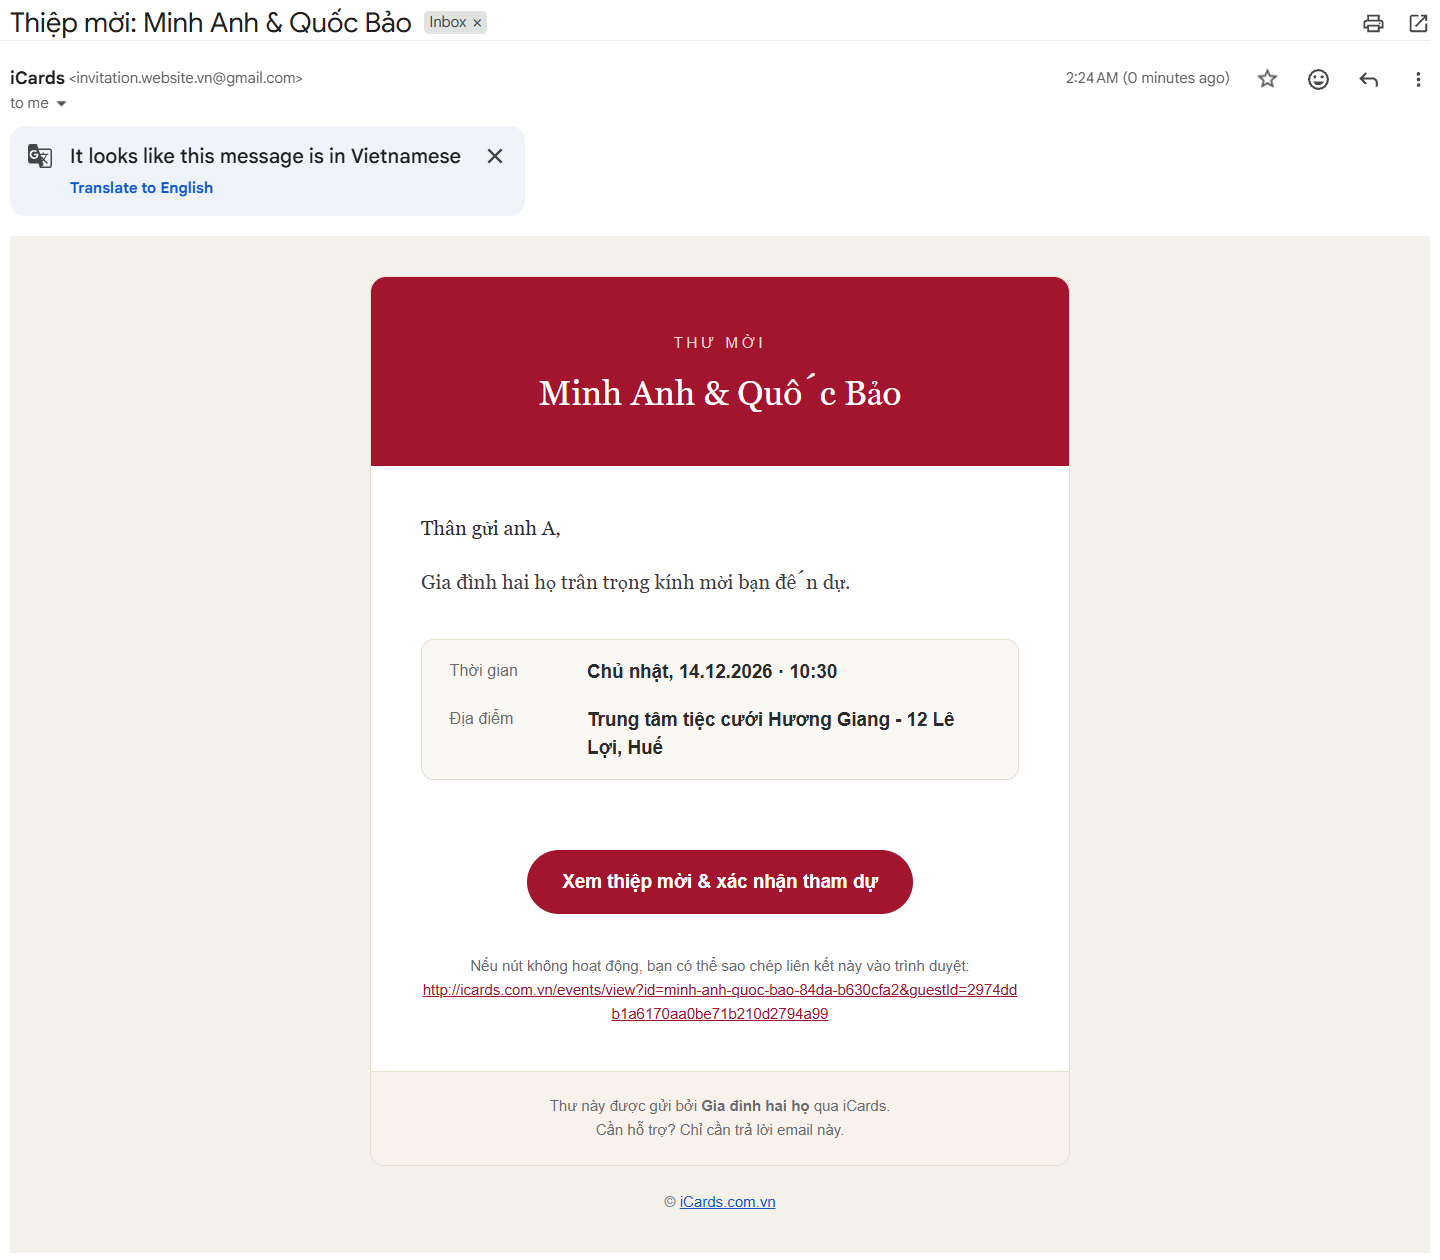 Thiệp mời: Minh Anh & Quốc Bảo
Inbox ×
iCards <invitation.website.vn@gmail.com>
2:24 AM (0 minutes ago)
to me
It looks like this message is in Vietnamese
Translate to English
THƯ MỜI
Minh Anh & Quốc Bảo
Thân gửi anh A,
Gia đình hai họ trân trọng kính mời bạn đến dự.
Thời gian
Chủ nhật, 14.12.2026 · 10:30
Địa điểm
Trung tâm tiệc cưới Hương Giang - 12 Lê
Lợi, Huế
Xem thiệp mời & xác nhận tham dự
Nếu nút không hoạt động, bạn có thể sao chép liên kết này vào trình duyệt:
http://icards.com.vn/events/view?id=minh-anh-quoc-bao-84da-b630cfa2&guestId=2974dd
b1a6170aa0be71b210d2794a99
Thư này được gửi bởi Gia đình hai họ qua iCards.
Cần hỗ trợ? Chỉ cần trả lời email này.
© iCards.com.vn